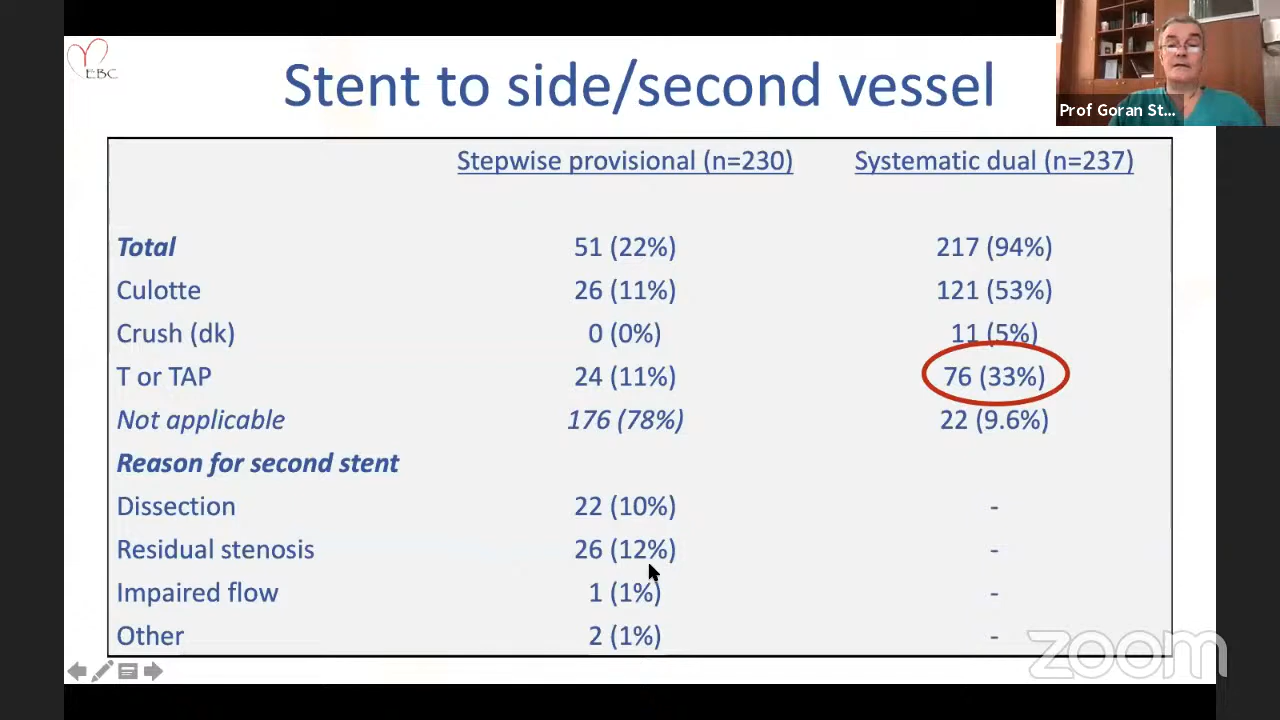 EBC
Stent to side/second vessel
Prof Goran St...
Stepwise provisional (n=230) Systematic dual (n=237)
Total 51 (22%) 217 (94%)
Culotte 26 (11%) 121 (53%)
Crush (dk) 0 (0%) 11 (5%)
T or TAP 24 (11%) 76 (33%)
Not applicable 176 (78%) 22 (9.6%)
Reason for second stent
Dissection 22 (10%) -
Residual stenosis 26 (12%) -
Impaired flow 1 (1%) -
Other 2 (1%) -
zoom